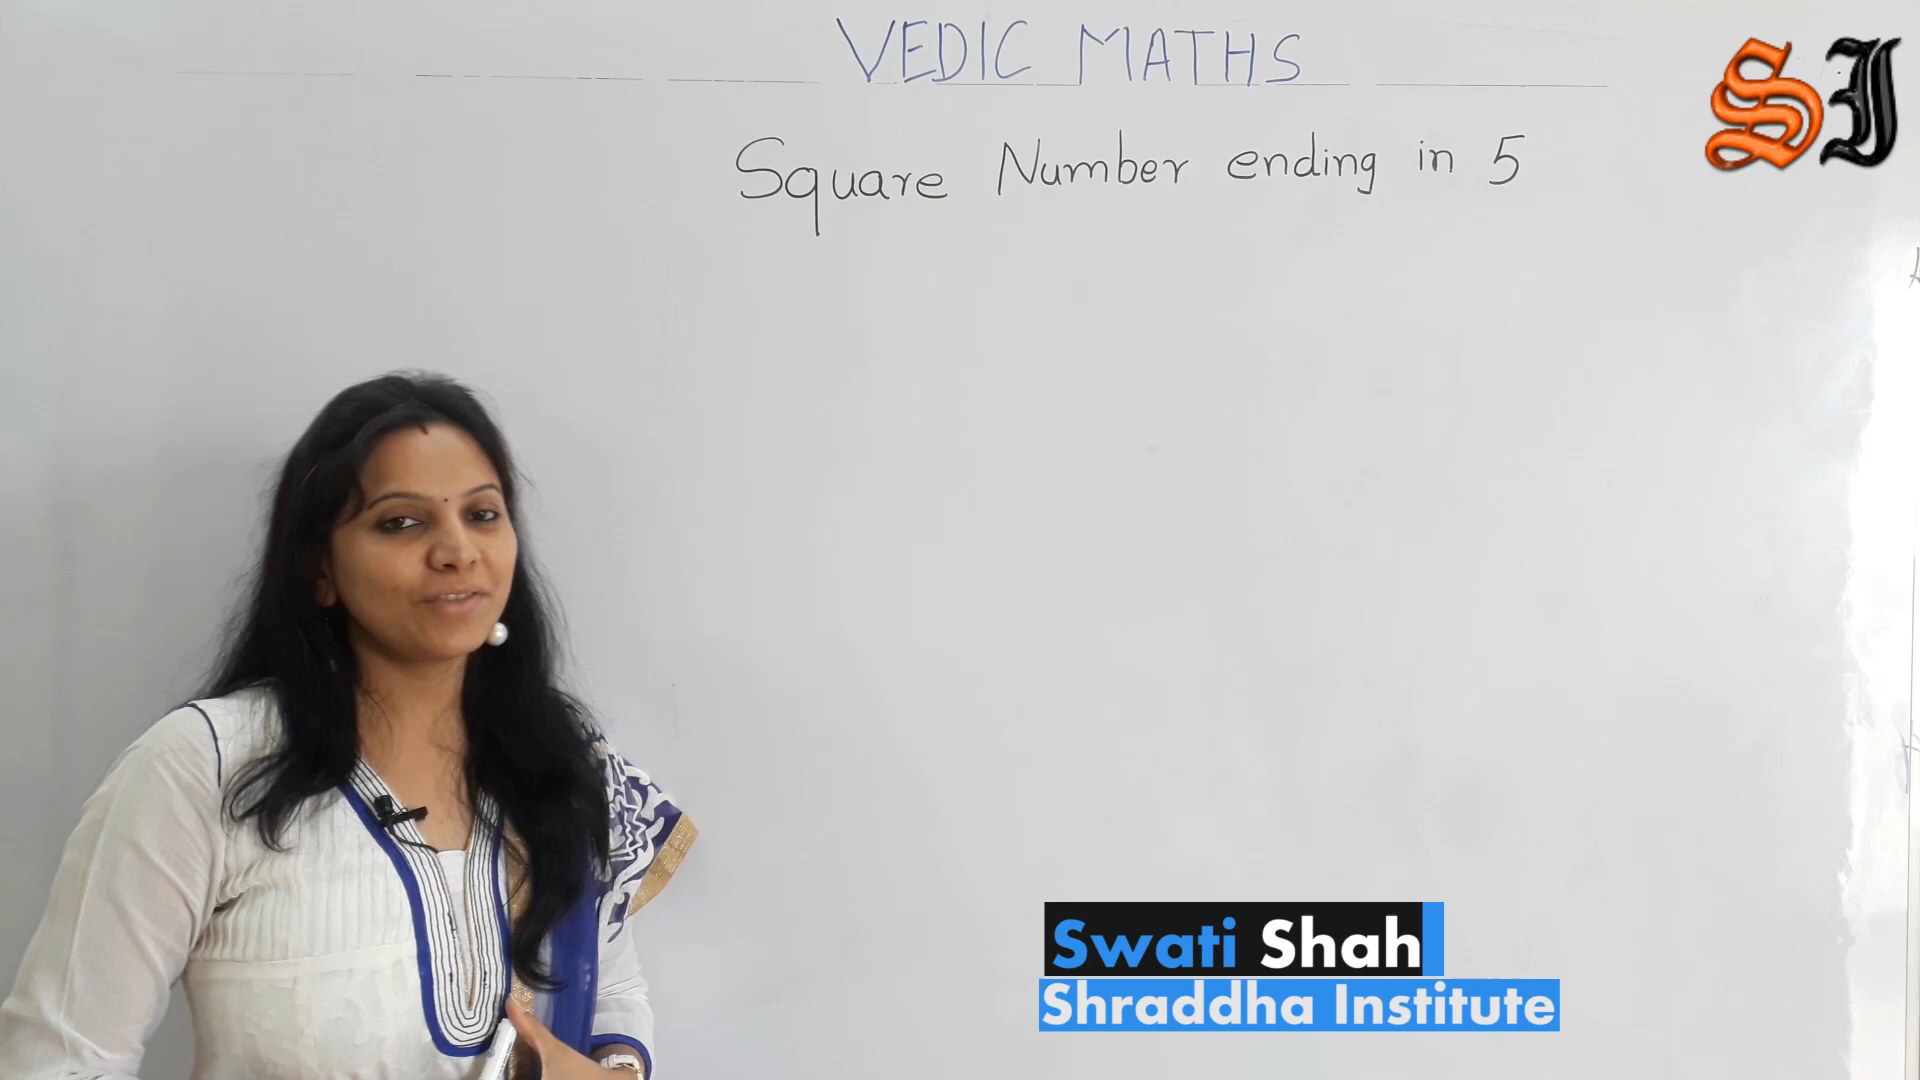 VEDIC MATHS
SI
Square Number ending in 5
Swati Shah
Shraddha Institute